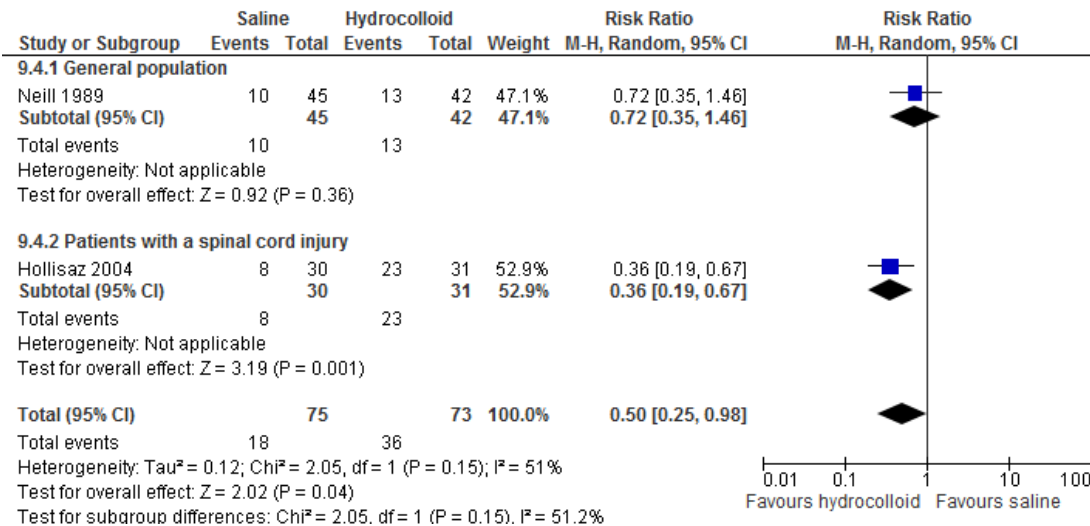 Saline Hydrocolloid Risk Ratio Risk Ratio
Study or Subgroup Events Total Events Total Weight M-H, Random, 95% CI M-H, Random, 95% CI
9.4.1 General population
Neill 1989 10 45 13 42 47.1% 0.72 [0.35, 1.46]
Subtotal (95% CI) 45 42 47.1% 0.72 [0.35, 1.46]
Total events 10 13
Heterogeneity: Not applicable
Test for overall effect: Z = 0.92 (P = 0.36)
9.4.2 Patients with a spinal cord injury
Hollisaz 2004 8 30 23 31 52.9% 0.36 [0.19, 0.67]
Subtotal (95% CI) 30 31 52.9% 0.36 [0.19, 0.67]
Total events 8 23
Heterogeneity: Not applicable
Test for overall effect: Z = 3.19 (P = 0.001)
Total (95% CI) 75 73 100.0% 0.50 [0.25, 0.98]
Total events 18 36
Heterogeneity: Tau² = 0.12; Chi² = 2.05, df = 1 (P = 0.15); I² = 51%
Test for overall effect: Z = 2.02 (P = 0.04)
Test for subgroup differences: Chi² = 2.05, df = 1 (P = 0.15), I² = 51.2%
0.01 0.1 1 10 100
Favours hydrocolloid Favours saline